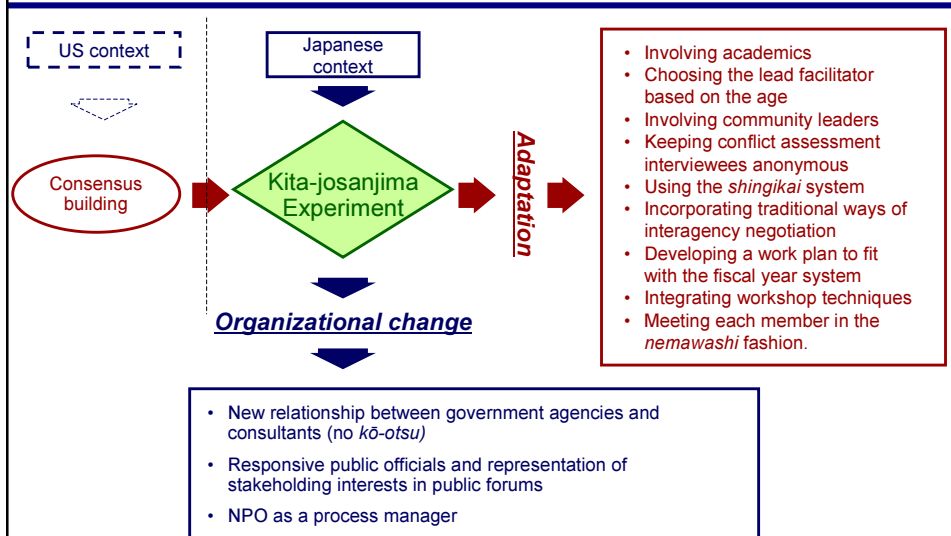 US context
Japanese
context
Consensus
building
Kita-josanjima
Experiment
Adaptation
• Involving academics
• Choosing the lead facilitator
based on the age
• Involving community leaders
• Keeping conflict assessment
interviewees anonymous
• Using the shingikai system
• Incorporating traditional ways of
interagency negotiation
• Developing a work plan to fit
with the fiscal year system
• Integrating workshop techniques
• Meeting each member in the
nemawashi fashion.
Organizational change
• New relationship between government agencies and
consultants (no kō-otsu)
• Responsive public officials and representation of
stakeholding interests in public forums
• NPO as a process manager